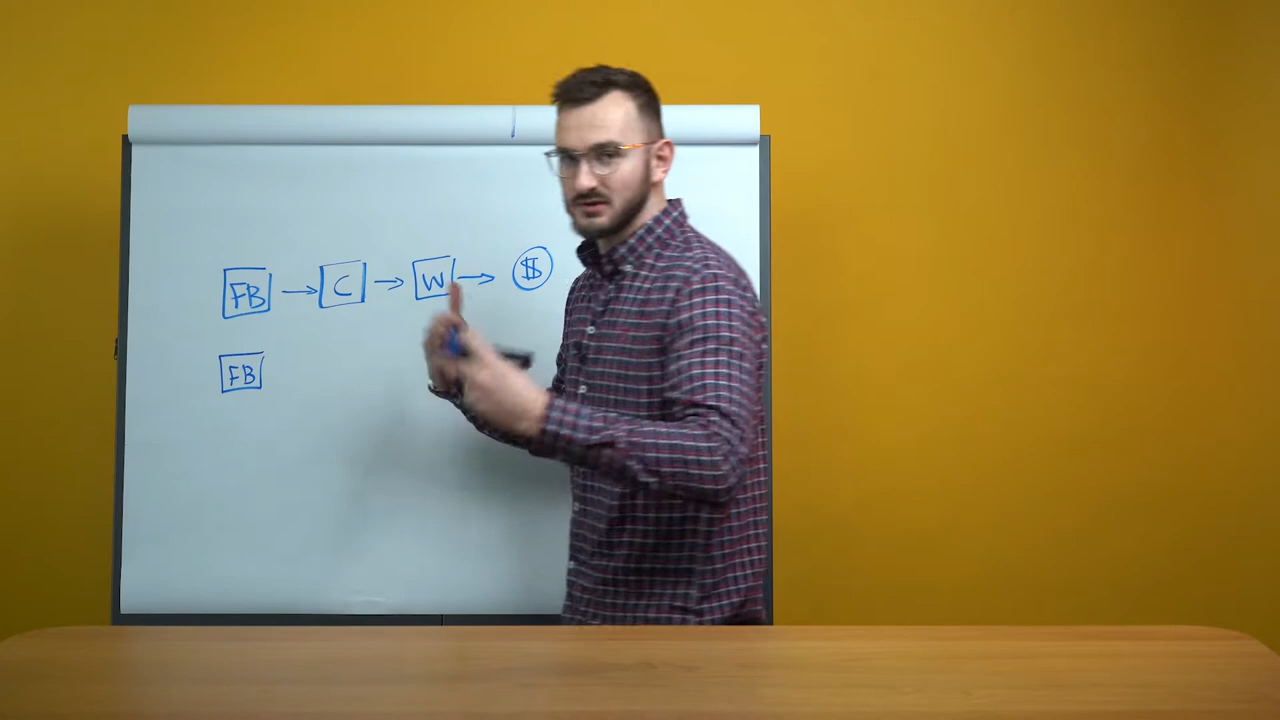 FB → C → W → $
FB